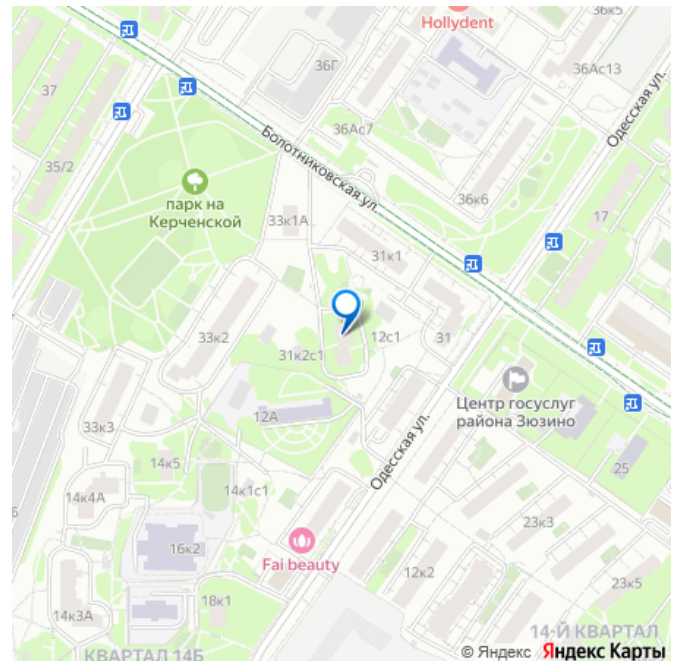 Hollydent
36к5
36Г
36Ас13
37
Одесская ул.
36Ас7
Болотниковская ул.
35/2
парк на
Керченской
36к6
33к1А
17
31к1
33к2
12с1
31
31к2с1
Центр госуслуг
района Зюзино
12А
33к3
Одесская ул.
14к5
25
14к4А
14к1с1
23к3
16к2
Fai beauty
12к2
18к1
23к5
14к3А
14-Й КВАРТАЛ
КВАРТАЛ 14Б
© Яндекс Яндекс Карты